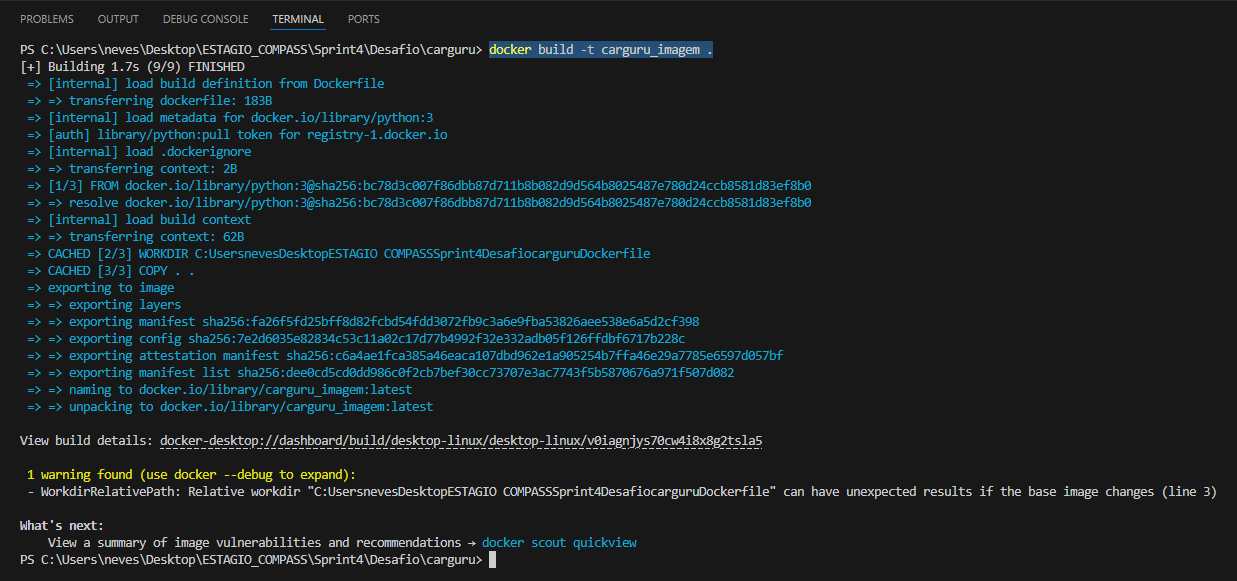 PROBLEMS OUTPUT DEBUG CONSOLE TERMINAL PORTS
PS C:\Users\neves\Desktop\ESTAGIO_COMPASS\Sprint4\Desafio\carguru> docker build -t carguru_imagem .
[+] Building 1.7s (9/9) FINISHED
=> [internal] load build definition from Dockerfile
=> => transferring dockerfile: 183B
=> [internal] load metadata for docker.io/library/python:3
=> [auth] library/python:pull token for registry-1.docker.io
=> [internal] load .dockerignore
=> => transferring context: 2B
=> [1/3] FROM docker.io/library/python:3@sha256:bc78d3c007f86dbb87d711b8b082d9d564b8025487e780d24ccb8581d83ef8b0
=> => resolve docker.io/library/python:3@sha256:bc78d3c007f86dbb87d711b8b082d9d564b8025487e780d24ccb8581d83ef8b0
=> [internal] load build context
=> => transferring context: 62B
=> CACHED [2/3] WORKDIR C:UsersnevesDesktopESTAGIO COMPASSSprint4DesafiocarguruDockerfile
=> CACHED [3/3] COPY . .
=> exporting to image
=> => exporting layers
=> => exporting manifest sha256:fa26f5fd25bff8d82fcbd54fdd3072fb9c3a6e9fba53826aee538e6a5d2cf398
=> => exporting config sha256:7e2d6035e82834c53c11a02c17d77b4992f32e332adb05f126ffdbf6717b228c
=> => exporting attestation manifest sha256:c6a4ae1fca385a46eaca107dbd962e1a905254b7ffa46e29a7785e6597d057bf
=> => exporting manifest list sha256:dee0cd5cd0dd986c0f2cb7bef30cc73707e3ac7743f5b5870676a971f507d082
=> => naming to docker.io/library/carguru_imagem:latest
=> => unpacking to docker.io/library/carguru_imagem:latest
View build details: docker-desktop://dashboard/build/desktop-linux/desktop-linux/v0iagnjys70cw4i8x8g2tsla5
1 warning found (use docker --debug to expand):
- WorkdirRelativePath: Relative workdir "C:UsersnevesDesktopESTAGIO COMPASSSprint4DesafiocarguruDockerfile" can have unexpected results if the base image changes (line 3)
What's next:
View a summary of image vulnerabilities and recommendations → docker scout quickview
PS C:\Users\neves\Desktop\ESTAGIO_COMPASS\Sprint4\Desafio\carguru>